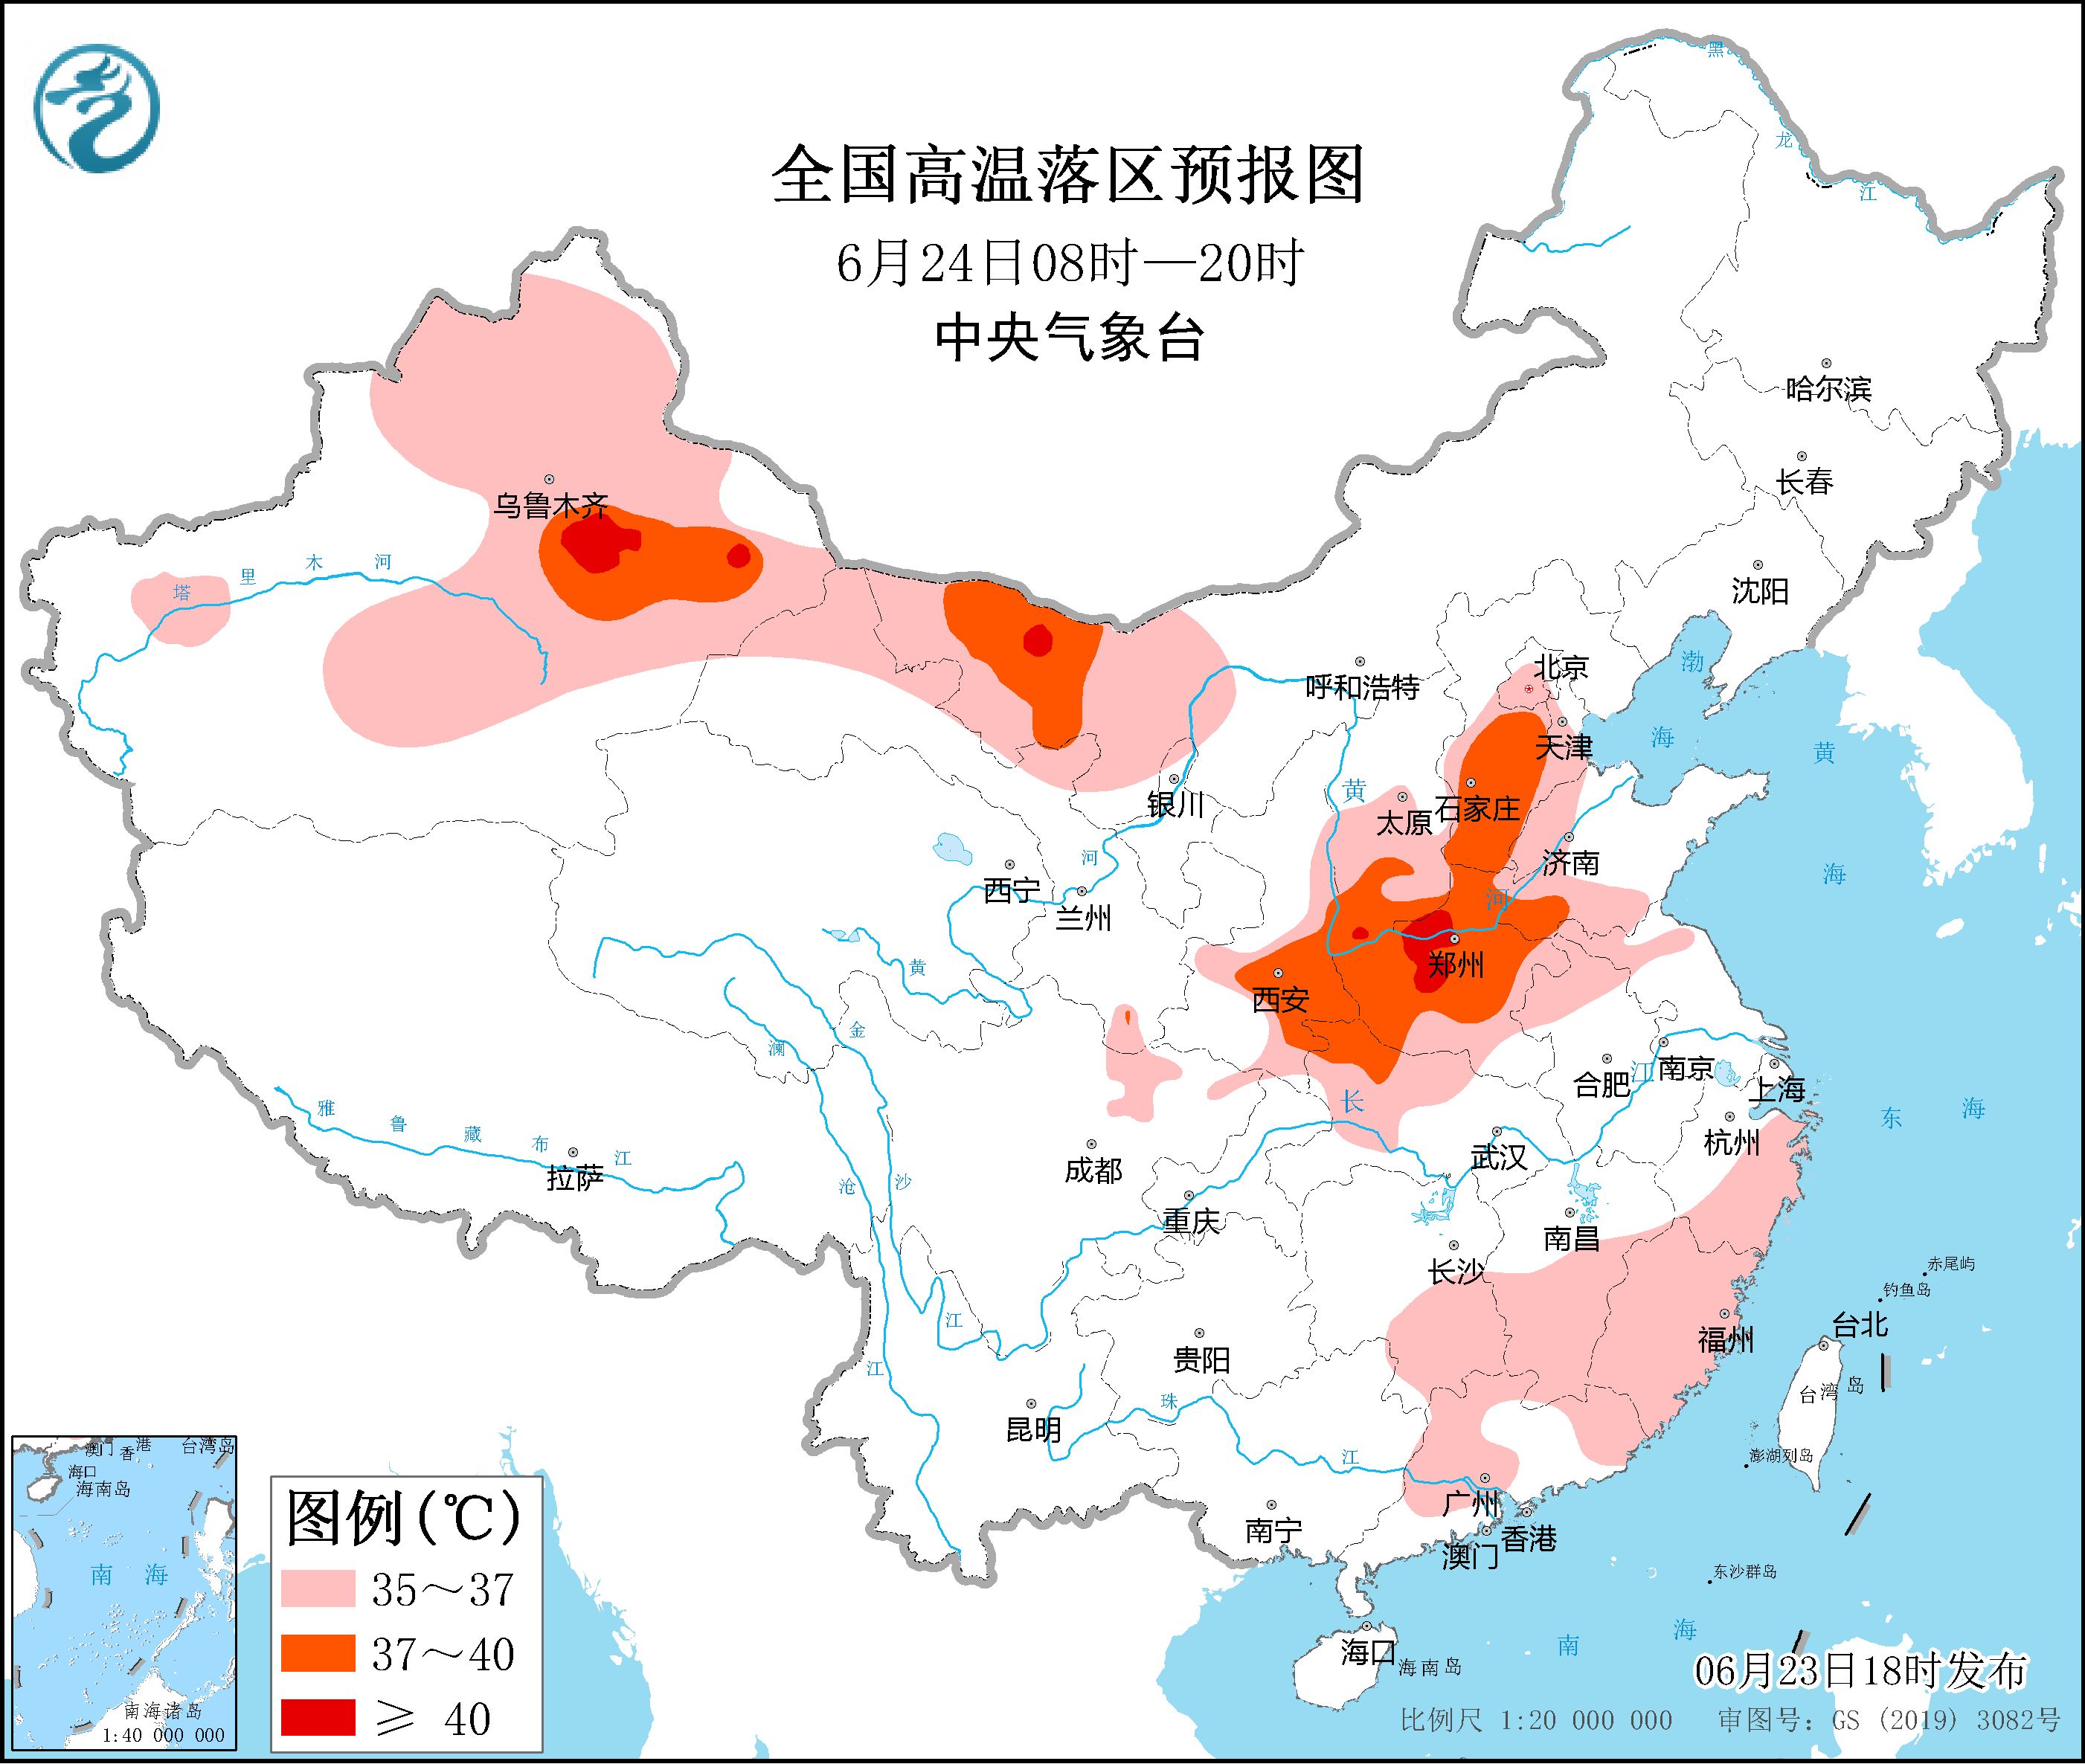 全国高温落区预报图
6月24日08时—20时
中央气象台
黑
龙
江
哈尔滨
长春
沈阳
乌鲁木齐
塔 里 木 河
北京
渤
海
呼和浩特
天津
黄
海
银川
黄
太原
石家庄
济南
河
西宁
兰州
河
郑州
西安
黄
金
澜
长
合肥
江
南京
上海
东 海
雅 鲁 藏 布 江
拉萨
沧
沙
成都
武汉
杭州
重庆
南昌
长沙
赤尾屿
钓鱼岛
江
江
贵阳
福州
台北
台湾岛
昆明
珠
江
澎湖列岛
广州
南宁
香港
澳门
东沙群岛
海口
海南岛
南 海
澳门 香港 台湾岛
海口
海南岛
南 海
南海诸岛
1:40 000 000
图例(℃)
35～37
37～40
≥ 40
06月23日18时发布
比例尺 1:20 000 000 审图号: GS (2019) 3082号